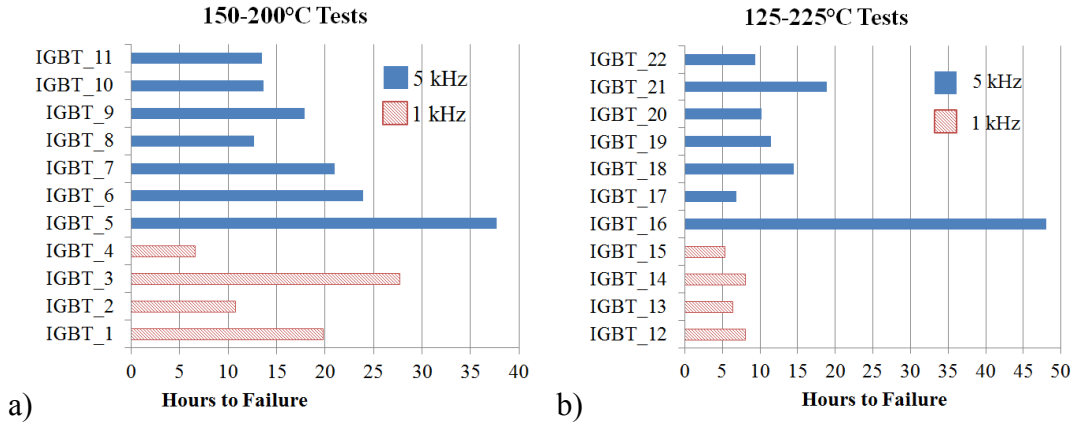 150-200°C Tests
IGBT_11
IGBT_10
IGBT_9
IGBT_8
IGBT_7
IGBT_6
IGBT_5
IGBT_4
IGBT_3
IGBT_2
IGBT_1
5 kHz
1 kHz
0 5 10 15 20 25 30 35 40
Hours to Failure
a)
125-225°C Tests
IGBT_22
IGBT_21
IGBT_20
IGBT_19
IGBT_18
IGBT_17
IGBT_16
IGBT_15
IGBT_14
IGBT_13
IGBT_12
5 kHz
1 kHz
0 5 10 15 20 25 30 35 40 45 50
Hours to Failure
b)